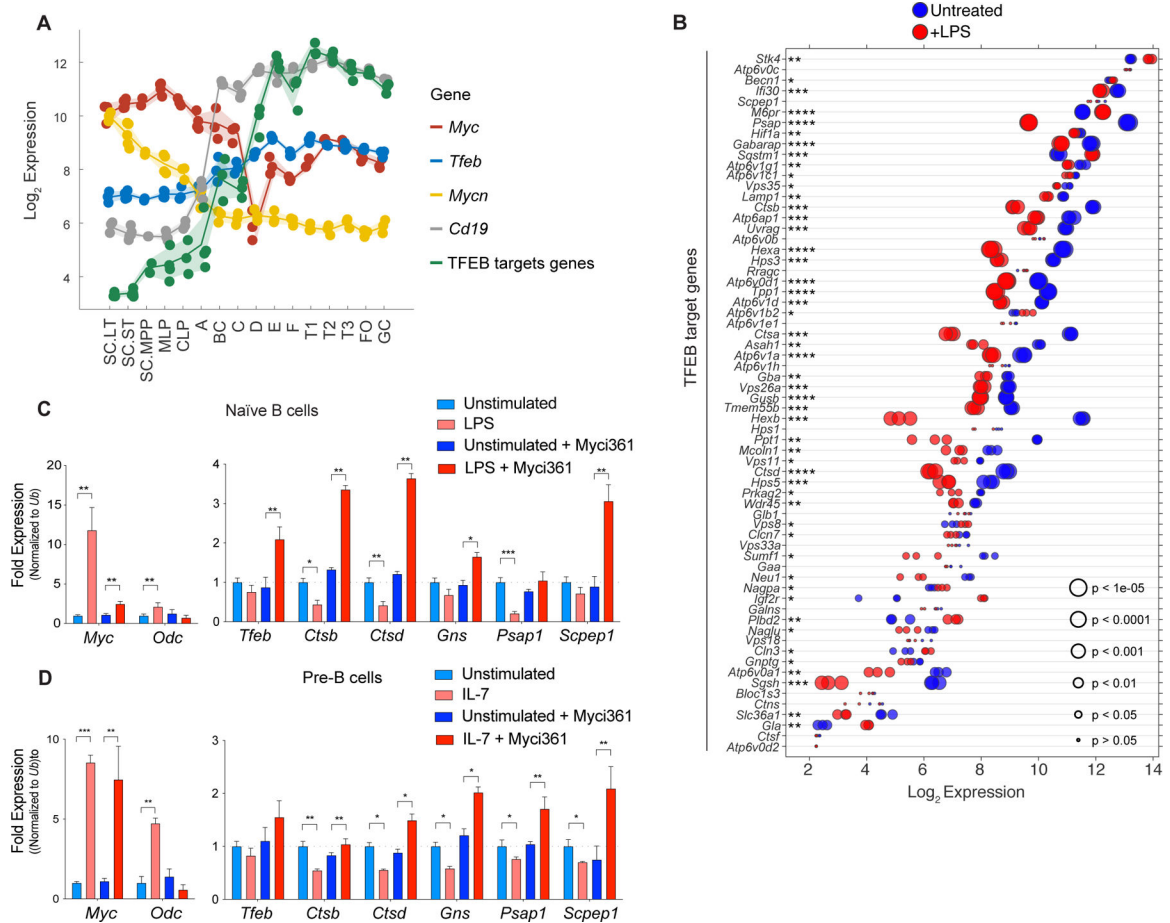 A
Log2 Expression
12
10
8
6
4
SC.LT
SC.ST
SC.MPP
MLP
CLP
A
BC
C
D
E
F
T1
T2
T3
FO
GC
Gene
Myc
Tfeb
Mycn
Cd19
TFEB targets genes
B
Untreated
+LPS
TFEB target genes
Stk4 **
Atp6v0c
Becn1 *
Ifi30 ***
Scpep1
M6pr ****
Psap ****
Hif1a **
Gabarap ****
Sqstm1 ***
Atp6v1g1 **
Atp6v1c1 *
Vps35 *
Lamp1 **
Ctsb ***
Atp6ap1 ***
Uvrag ***
Atp6v0b
Hexa ****
Hps3 ***
Rragc
Atp6v0d1 ****
Tpp1 ****
Atp6v1d ***
Atp6v1b2 *
Atp6v1e1
Ctsa ***
Asah1 **
Atp6v1a ****
Atp6v1h
Gba **
Vps26a ***
Gusb ****
Tmem55b ***
Hexb ***
Hps1
Ppt1 **
Mcoln1 **
Vps11 *
Ctsd ****
Hps5 ***
Prkag2 *
Wdr45 **
Glb1
Vps8 *
Clcn7 *
Vps33a
Sumf1 *
Gaa
Neu1 *
Nagpa *
Igf2r *
Galns
Plbd2 **
Naglu *
Vps18
Cln3 *
Gnptg *
Atp6v0a1 *
Sgsh ***
Bloc1s3
Ctns
Slc36a1 **
Gla **
Ctsf
Atp6v0d2
p < 1e-05
p < 0.0001
p < 0.001
p < 0.01
p < 0.05
p > 0.05
2 4 6 8 10 12 14
Log2 Expression
C
Naïve B cells
Unstimulated
LPS
Unstimulated + Myci361
LPS + Myci361
Fold Expression
(Normalized to Ub)
20
15
10
5
0
** ** **
Myc Odc
4
3
2
1
0
** * ** ** ** * *** **
Tfeb Ctsb Ctsd Gns Psap1 Scpep1
D
Pre-B cells
Unstimulated
IL-7
Unstimulated + Myci361
IL-7 + Myci361
Fold Expression
((Normalized to Ub)to
10
5
0
*** ** **
Myc Odc
3
2
1
0
** ** * * * * * ** * **
Tfeb Ctsb Ctsd Gns Psap1 Scpep1